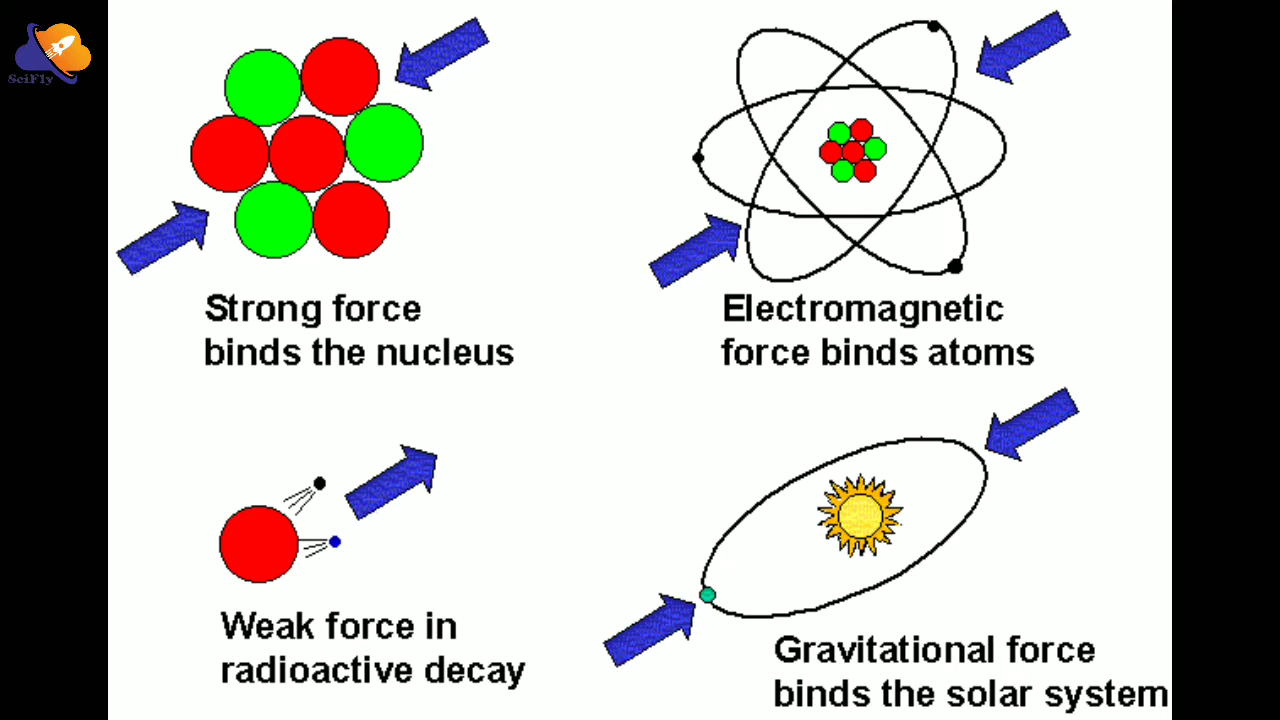 SciFly
Strong force
binds the nucleus
Electromagnetic
force binds atoms
Weak force in
radioactive decay
Gravitational force
binds the solar system